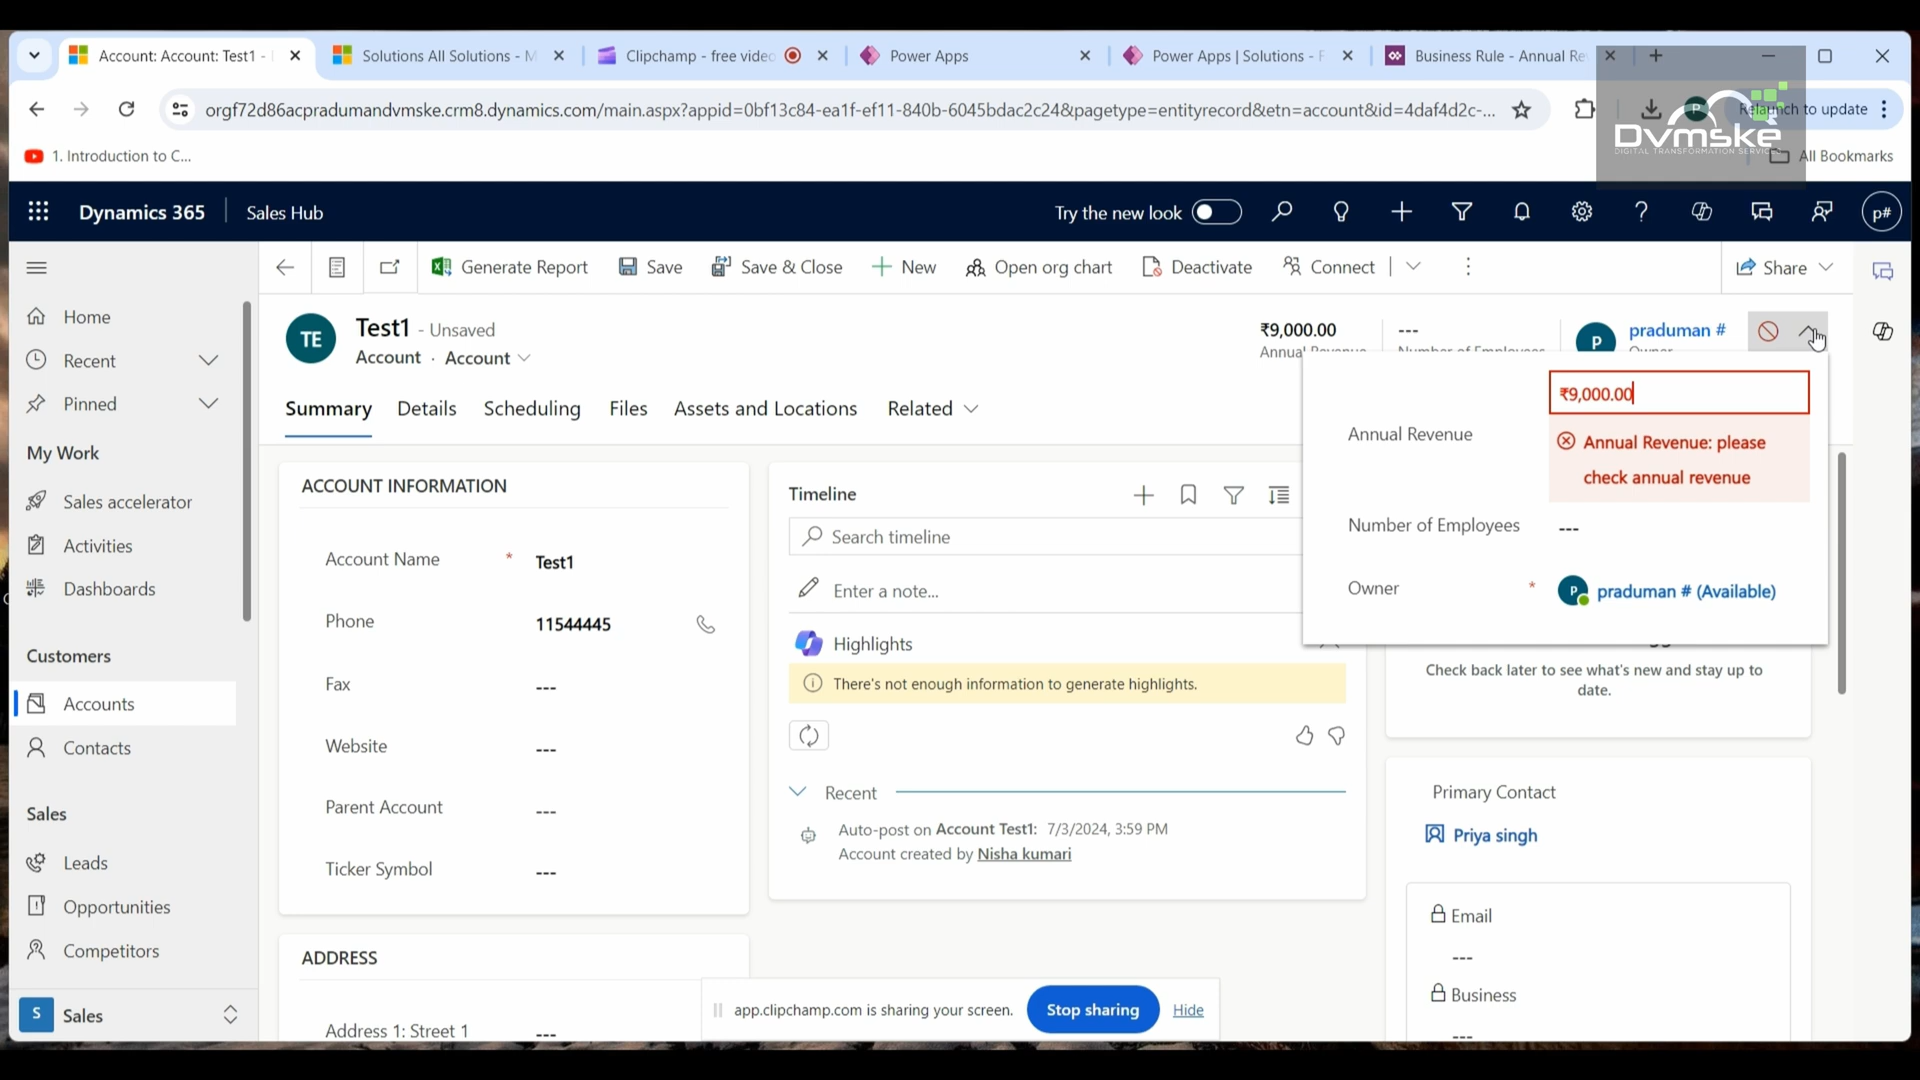 Account: Account: Test1 -
Solutions All Solutions - M
Clipchamp - free video
Power Apps
Power Apps | Solutions - F
Business Rule - Annual Re
orgf72d86acpradumandvmske.crm8.dynamics.com/main.aspx?appid=0bf13c84-ea1f-ef11-840b-6045bdac2c24&pagetype=entityrecord&etn=account&id=4daf4d2c-...
P
Relaunch to update
Dvmske
1. Introduction to C...
All Bookmarks
Dynamics 365
Sales Hub
Try the new look
p#
Generate Report
Save
Save & Close
New
Open org chart
Deactivate
Connect
Share
Home
Recent
Pinned
My Work
Sales accelerator
Activities
Dashboards
Customers
Accounts
Contacts
Sales
Leads
Opportunities
Competitors
S
Sales
TE
Test1 - Unsaved
Account · Account
₹9,000.00
Annual Revenue
---
Number of Employees
P
praduman #
Owner
Summary
Details
Scheduling
Files
Assets and Locations
Related
Annual Revenue
₹9,000.00
Annual Revenue: please
check annual revenue
Number of Employees
---
Owner
*
P
praduman # (Available)
ACCOUNT INFORMATION
Account Name * Test1
Phone 11544445
Fax ---
Website ---
Parent Account ---
Ticker Symbol ---
ADDRESS
Address 1: Street 1 ---
Timeline
Search timeline
Enter a note...
Highlights
There's not enough information to generate highlights.
Recent
Auto-post on Account Test1: 7/3/2024, 3:59 PM
Account created by Nisha kumari
Check back later to see what's new and stay up to
date.
Primary Contact
Priya singh
Email
---
Business
---
app.clipchamp.com is sharing your screen.
Stop sharing
Hide